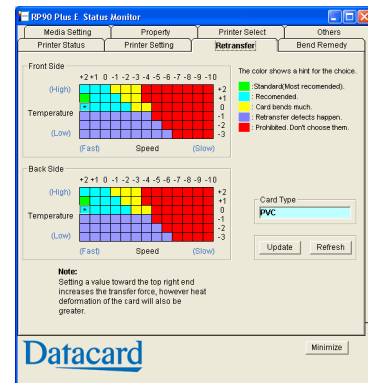 RP90 Plus E Status Monitor
Media Setting Property Printer Select Others
Printer Status Printer Setting Retransfer Bend Remedy
Front Side
+2 +1 0 -1 -2 -3 -4 -5 -6 -7 -8 -9 -10
(High) +2
+1
Temperature * 0
-1
-2
(Low) -3
(Fast) Speed (Slow)
The color shows a hint for the choice.
:Standard(Most recomended).
: Recomended.
: Card bends much.
: Retransfer defects happen.
: Prohibited. Don't choose them.
Back Side
+2 +1 0 -1 -2 -3 -4 -5 -6 -7 -8 -9 -10
(High) +2
+1
* 0
Temperature -1
-2
(Low) -3
(Fast) Speed (Slow)
Card Type
PVC
Update Refresh
Note:
Setting a value toward the top right end
increases the transfer force, however heat
deformation of the card will also be
greater.
Datacard
Minimize